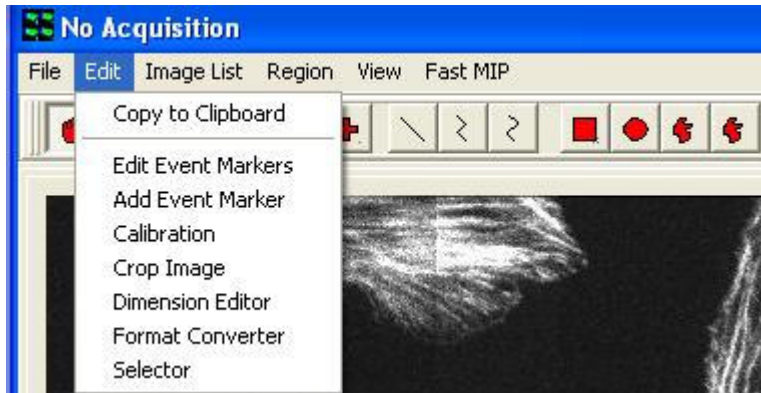 No Acquisition
File Edit Image List Region View Fast MIP
Copy to Clipboard
Edit Event Markers
Add Event Marker
Calibration
Crop Image
Dimension Editor
Format Converter
Selector